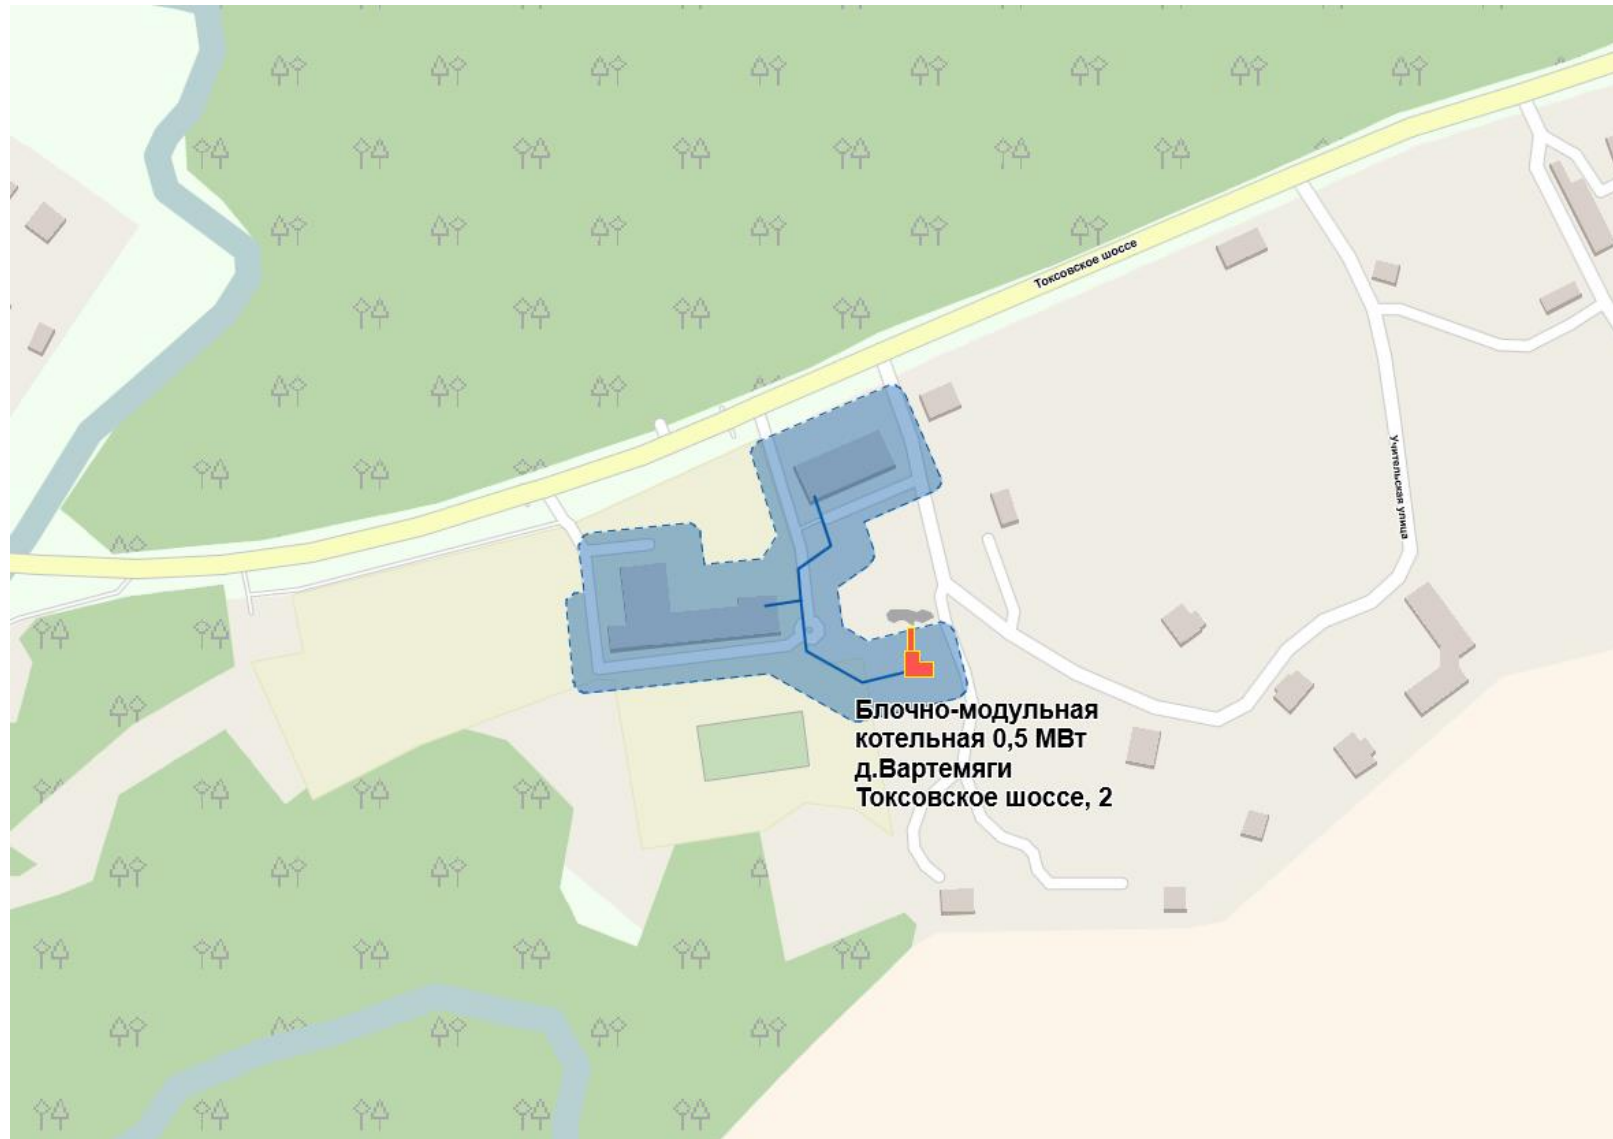 Токсовское шоссе
Учительская улица
Блочно-модульная
котельная 0,5 МВт
д.Вартемяги
Токсовское шоссе, 2